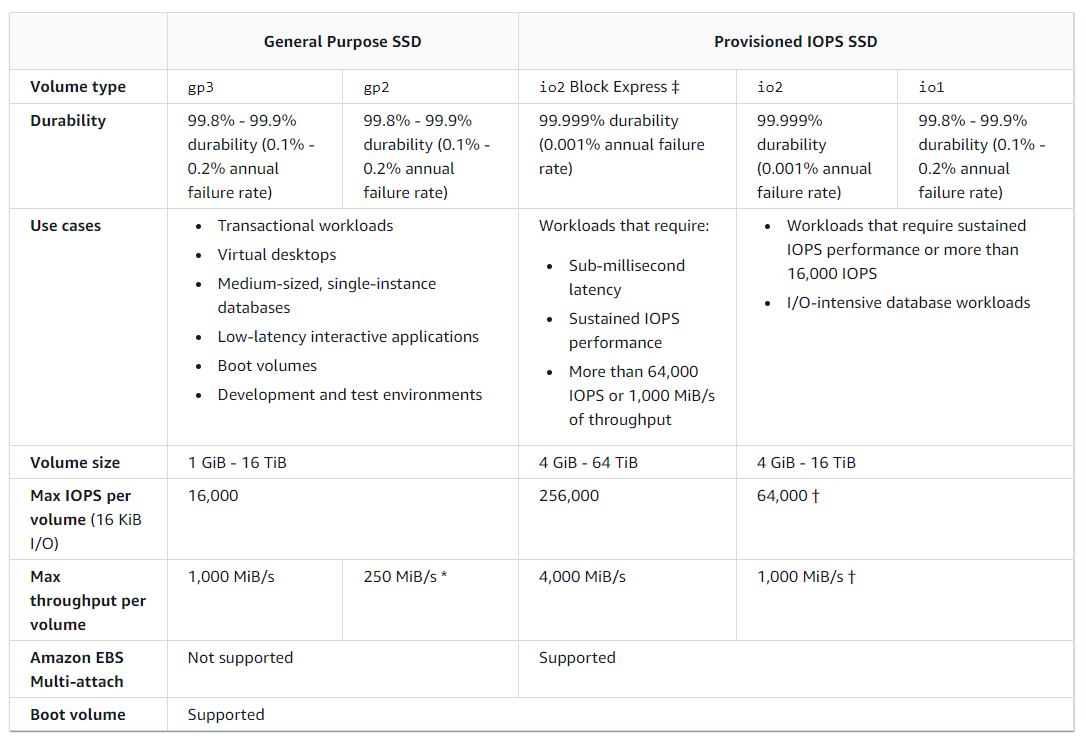 General Purpose SSD
Provisioned IOPS SSD
Volume type
gp3
gp2
io2 Block Express ‡
io2
io1
Durability
99.8% - 99.9%
durability (0.1% -
0.2% annual
failure rate)
99.8% - 99.9%
durability (0.1% -
0.2% annual
failure rate)
99.999% durability
(0.001% annual failure
rate)
99.999%
durability
(0.001% annual
failure rate)
99.8% - 99.9%
durability (0.1% -
0.2% annual
failure rate)
Use cases
• Transactional workloads
• Virtual desktops
• Medium-sized, single-instance
databases
• Low-latency interactive applications
• Boot volumes
• Development and test environments
Workloads that require:
• Sub-millisecond
latency
• Sustained IOPS
performance
• More than 64,000
IOPS or 1,000 MiB/s
of throughput
• Workloads that require sustained
IOPS performance or more than
16,000 IOPS
• I/O-intensive database workloads
Volume size
1 GiB - 16 TiB
4 GiB - 64 TiB
4 GiB - 16 TiB
Max IOPS per
volume (16 KiB
I/O)
16,000
256,000
64,000 †
Max
throughput per
volume
1,000 MiB/s
250 MiB/s *
4,000 MiB/s
1,000 MiB/s †
Amazon EBS
Multi-attach
Not supported
Supported
Boot volume
Supported